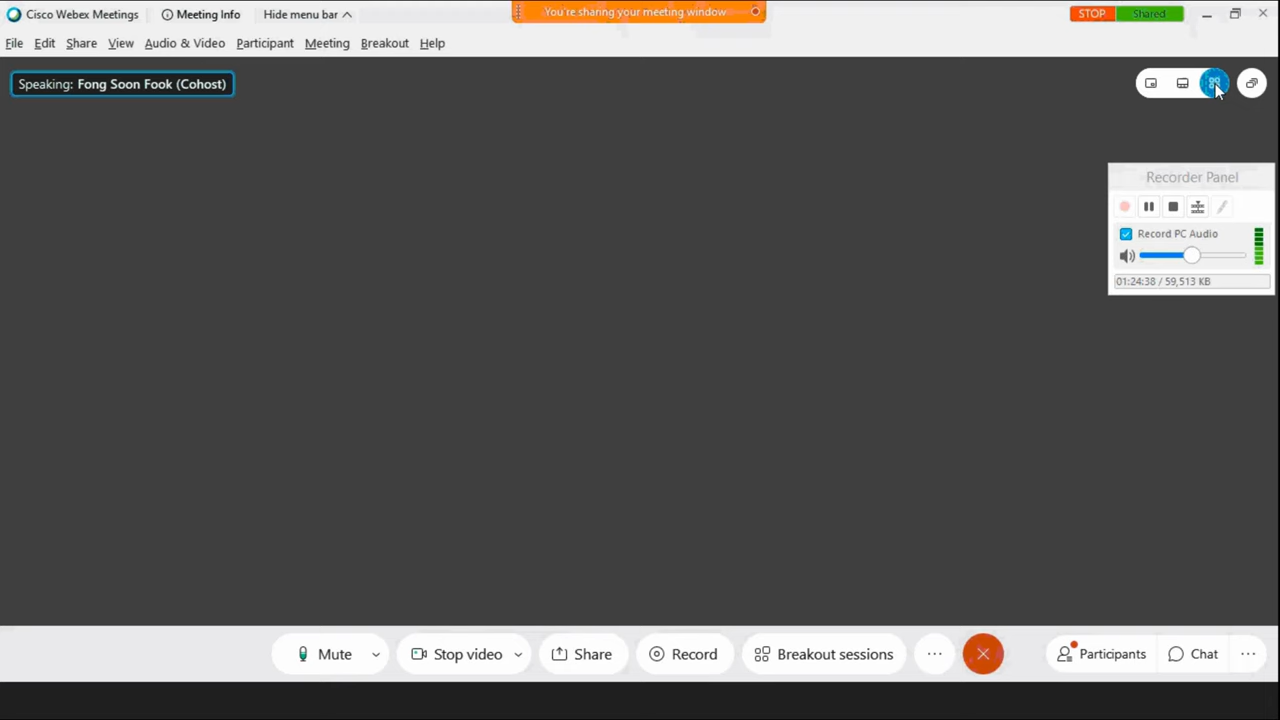 Cisco Webex Meetings
Meeting Info
Hide menu bar
You're sharing your meeting window
STOP
Shared
File Edit Share View Audio & Video Participant Meeting Breakout Help
Speaking: Fong Soon Fook (Cohost)
Recorder Panel
Record PC Audio
01:24:38 / 59,513 KB
Mute
Stop video
Share
Record
Breakout sessions
Participants
Chat